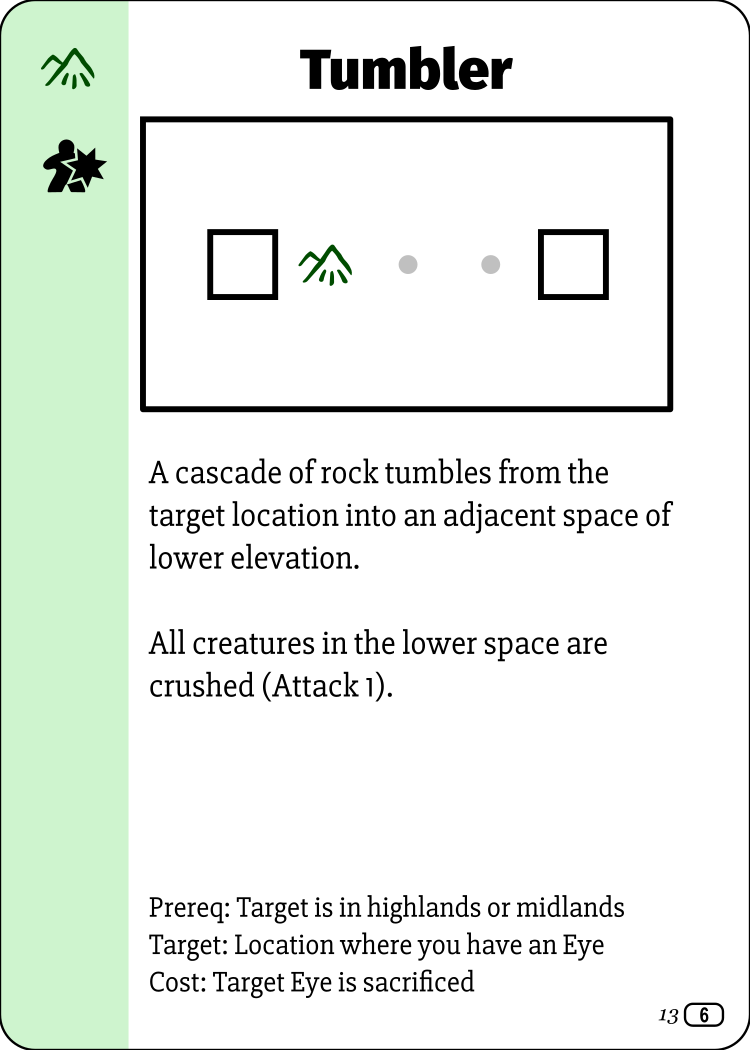 Tumbler
A cascade of rock tumbles from the
target location into an adjacent space of
lower elevation.
All creatures in the lower space are
crushed (Attack 1).
Prereq: Target is in highlands or midlands
Target: Location where you have an Eye
Cost: Target Eye is sacrificed
13 6